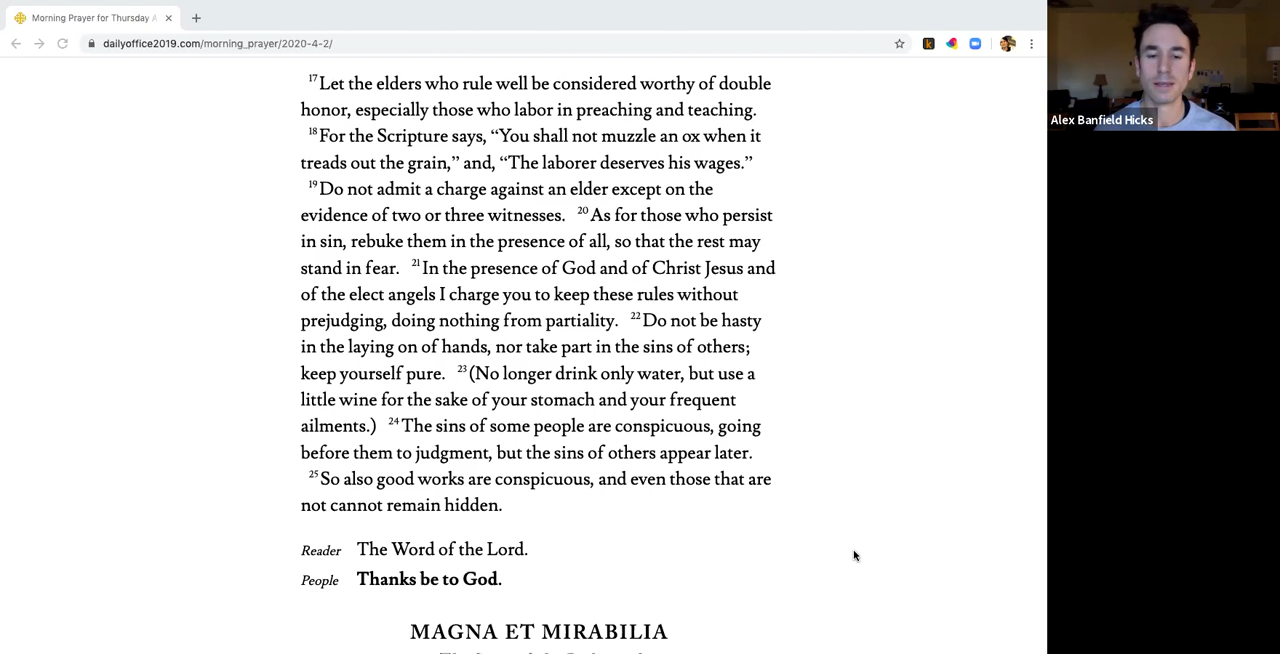 Morning Prayer for Thursday A
dailyoffice2019.com/morning_prayer/2020-4-2/
Alex Banfield Hicks
17 Let the elders who rule well be considered worthy of double
honor, especially those who labor in preaching and teaching.
18 For the Scripture says, “You shall not muzzle an ox when it
treads out the grain,” and, “The laborer deserves his wages.”
19 Do not admit a charge against an elder except on the
evidence of two or three witnesses. 20 As for those who persist
in sin, rebuke them in the presence of all, so that the rest may
stand in fear. 21 In the presence of God and of Christ Jesus and
of the elect angels I charge you to keep these rules without
prejudging, doing nothing from partiality. 22 Do not be hasty
in the laying on of hands, nor take part in the sins of others;
keep yourself pure. 23 (No longer drink only water, but use a
little wine for the sake of your stomach and your frequent
ailments.) 24 The sins of some people are conspicuous, going
before them to judgment, but the sins of others appear later.
25 So also good works are conspicuous, and even those that are
not cannot remain hidden.
Reader The Word of the Lord.
People Thanks be to God.
MAGNA ET MIRABILIA